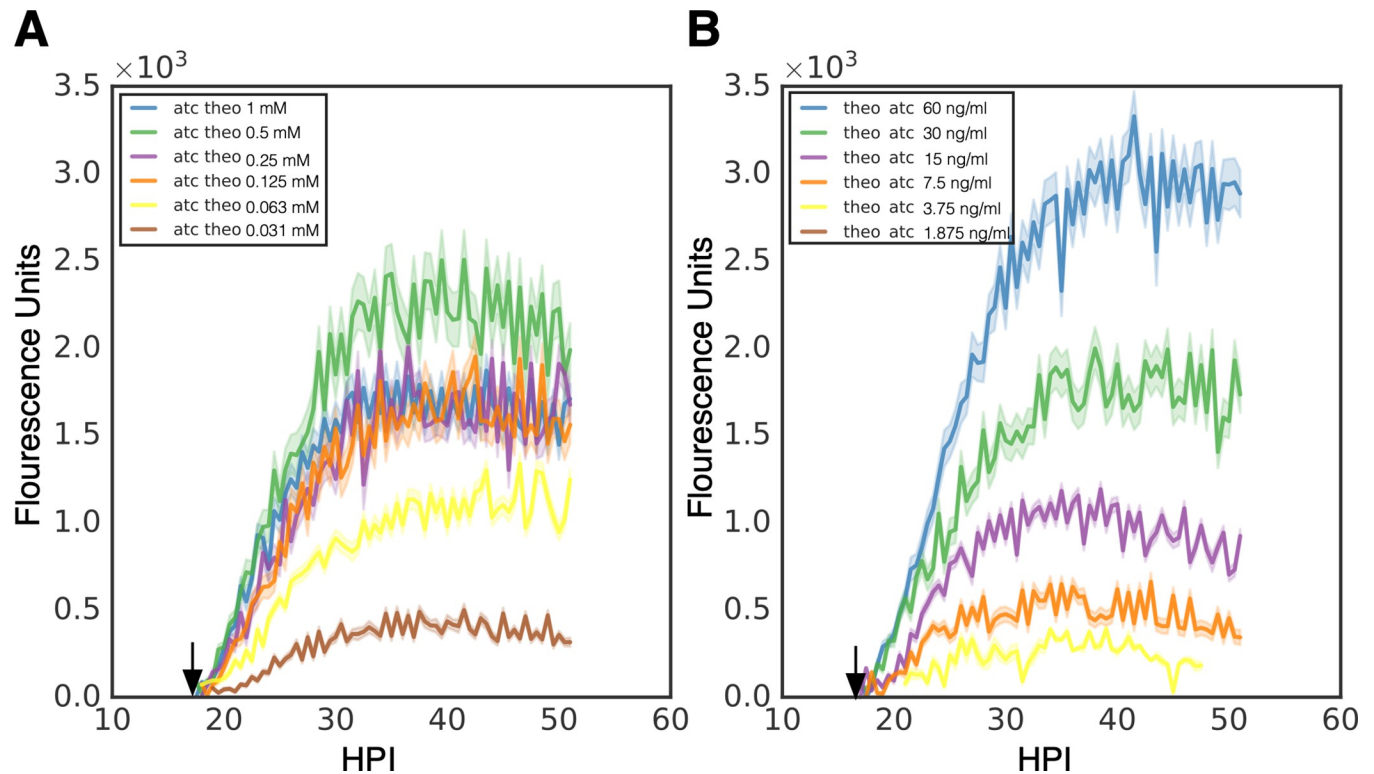 A
×10³
3.5
3.0
2.5
2.0
1.5
1.0
0.5
0.0
Flourescence Units
atc theo 1 mM
atc theo 0.5 mM
atc theo 0.25 mM
atc theo 0.125 mM
atc theo 0.063 mM
atc theo 0.031 mM
10 20 30 40 50 60
HPI
B
×10³
3.5
3.0
2.5
2.0
1.5
1.0
0.5
0.0
Flourescence Units
theo atc 60 ng/ml
theo atc 30 ng/ml
theo atc 15 ng/ml
theo atc 7.5 ng/ml
theo atc 3.75 ng/ml
theo atc 1.875 ng/ml
10 20 30 40 50 60
HPI